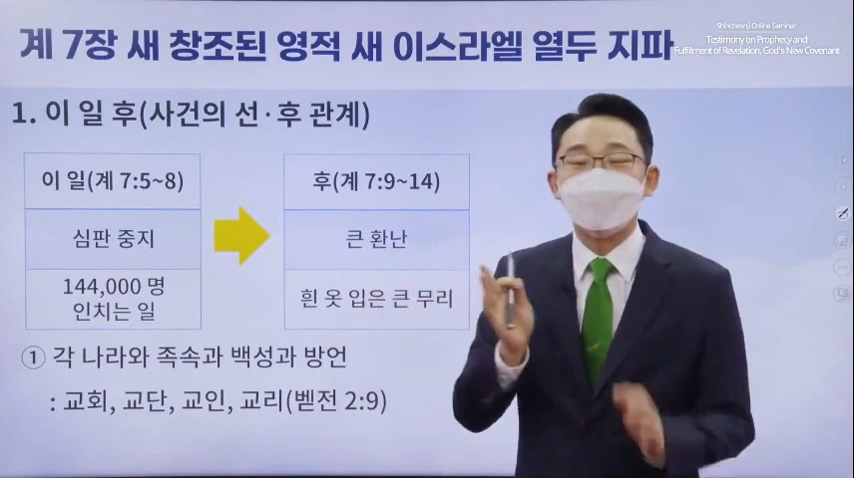 계 7장 새 창조된 영적 새 이스라엘 열두 지파
Shincheonji Online Seminar
Testimony on Prophecy and
Fulfillment of Revelation, God's New Covenant
1. 이 일 후(사건의 선·후 관계)
이 일(계 7:5~8)
심판 중지
144,000 명
인치는 일
후(계 7:9~14)
큰 환난
흰 옷 입은 큰 무리
① 각 나라와 족속과 백성과 방언
: 교회, 교단, 교인, 교리(벧전 2:9)